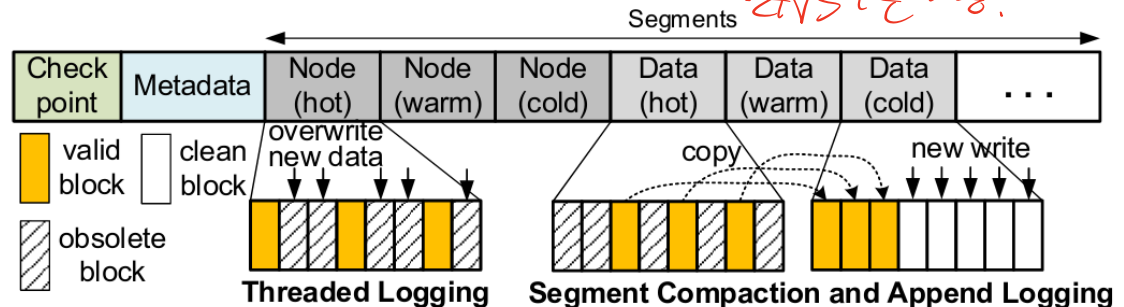 Segments
Check point
Metadata
Node (hot)
Node (warm)
Node (cold)
Data (hot)
Data (warm)
Data (cold)
...
valid block
clean block
obsolete block
overwrite new data
copy
new write
Threaded Logging
Segment Compaction and Append Logging